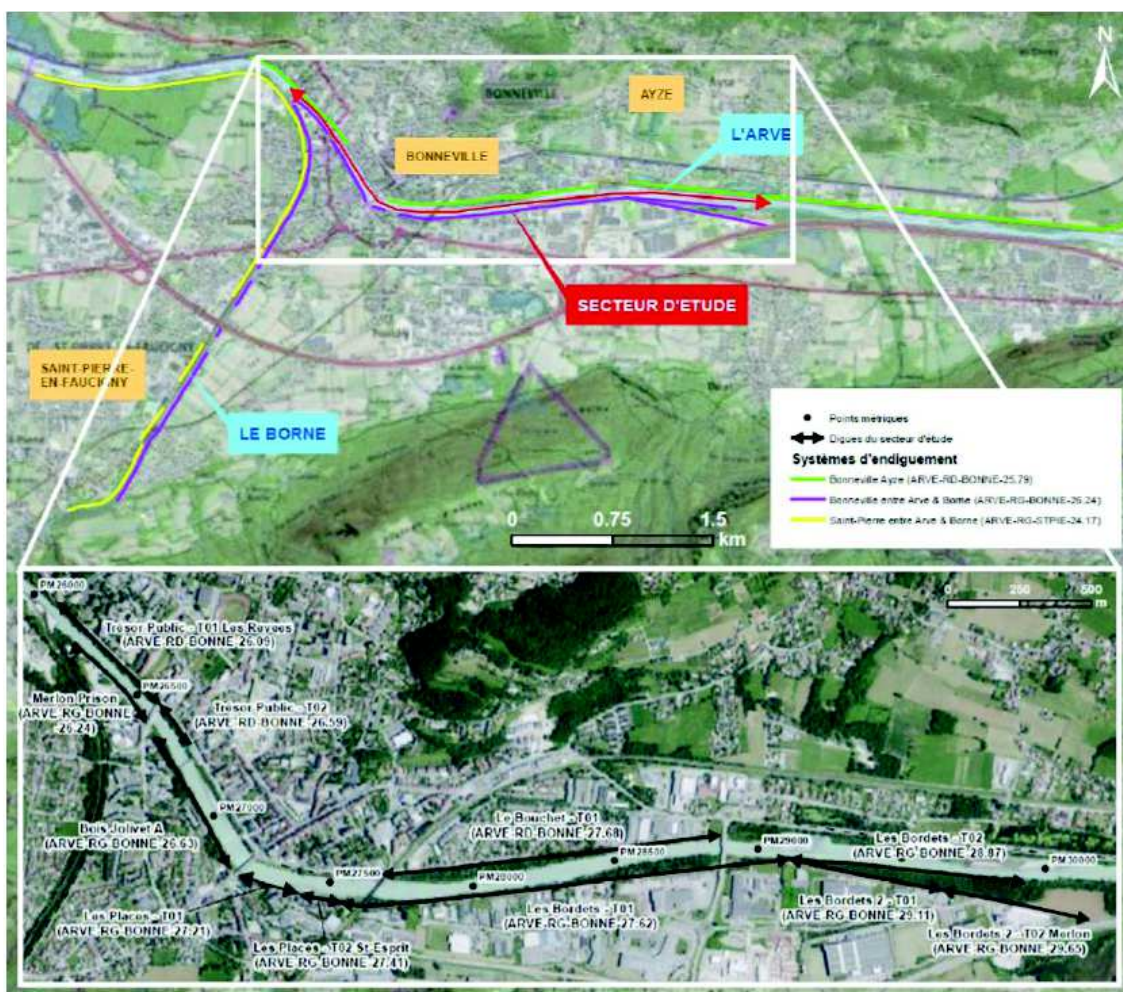 N
BONNEVILLE
AYZE
L'ARVE
BONNEVILLE
SECTEUR D'ETUDE
SAINT-PIERRE-
EN-FAUCIGNY
LE BORNE
Points métriques
Digues du secteur d'étude
Systèmes d'endiguement
Bonneville Ayze (ARVE-RD-BONNE-25.79)
Bonneville entre Arve & Borne (ARVE-RG-BONNE-26.24)
Saint-Pierre entre Arve & Borne (ARVE-RG-STPIE-24.17)
0 0.75 1.5
km
PM26000
0 250 500
m
Trésor Public - T01 Les Ravees
(ARVE-RD-BONNE-26.09)
PM26500
Merlon Prison
(ARVE-RG-BONNE
-26.24)
Trésor Public - T02
(ARVE-RD-BONNE-26.59)
PM27000
Bois Jolivet A
(ARVE-RG-BONNE-26.63)
Le Bouchet - T01
(ARVE-RD-BONNE-27.68)
PM28500
PM29000
Les Bordets - T02
(ARVE-RG-BONNE-28.87)
PM30000
PM27500
PM28000
Les Places - T01
(ARVE-RG-BONNE-27.21)
Les Bordets - T01
(ARVE-RG-BONNE-27.62)
Les Bordets 2 - T01
(ARVE-RG-BONNE-29.11)
Les Places - T02 St-Esprit
(ARVE-RG-BONNE-27.41)
Les Bordets 2 - T02 Merlon
(ARVE-RG-BONNE-29.65)